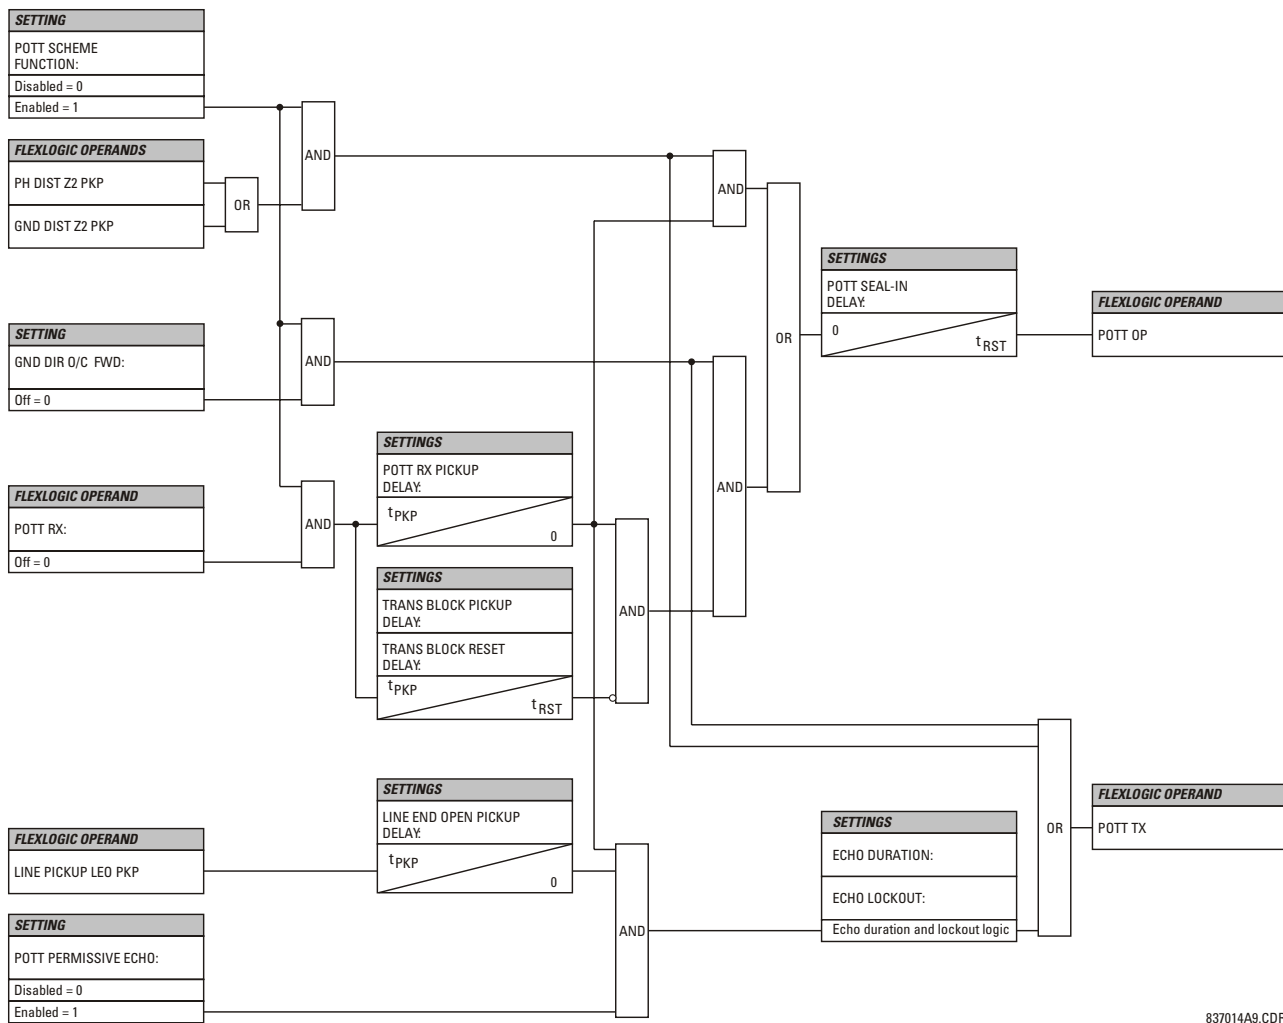 SETTING
POTT SCHEME
FUNCTION:
Disabled = 0
Enabled = 1
FLEXLOGIC OPERANDS
PH DIST Z2 PKP
GND DIST Z2 PKP
OR
AND
AND
OR
SETTINGS
POTT SEAL-IN
DELAY:
0
tRST
FLEXLOGIC OPERAND
POTT OP
SETTING
GND DIR O/C FWD:
Off = 0
AND
AND
FLEXLOGIC OPERAND
POTT RX:
Off = 0
AND
SETTINGS
POTT RX PICKUP
DELAY:
tPKP
0
SETTINGS
TRANS BLOCK PICKUP
DELAY:
TRANS BLOCK RESET
DELAY:
tPKP
tRST
AND
FLEXLOGIC OPERAND
LINE PICKUP LEO PKP
SETTINGS
LINE END OPEN PICKUP
DELAY:
tPKP
0
SETTING
POTT PERMISSIVE ECHO:
Disabled = 0
Enabled = 1
AND
SETTINGS
ECHO DURATION:
ECHO LOCKOUT:
Echo duration and lockout logic
OR
FLEXLOGIC OPERAND
POTT TX
837014A9.CDR